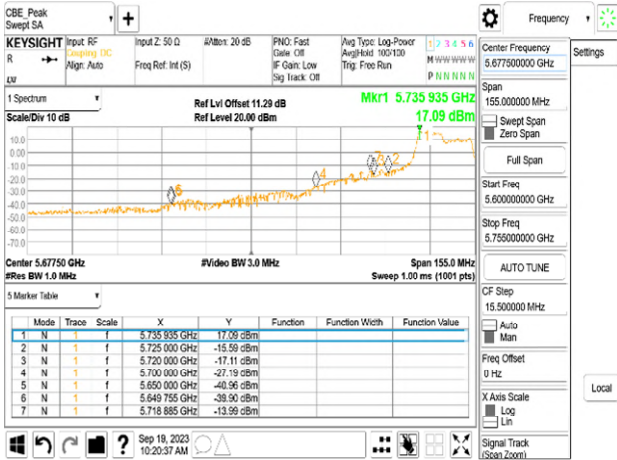 CBE_Peak
Swept SA
+
Frequency
KEYSIGHT
R
Input: RF
Coupling: DC
Align: Auto
Input Z: 50 Ω
Freq Ref: Int (S)
#Atten: 20 dB
PNO: Fast
Gate: Off
IF Gain: Low
Sig Track: Off
Avg Type: Log-Power
Avg|Hold: 100/100
Trig: Free Run
1 2 3 4 5 6
M W W W W W
P N N N N N
Center Frequency
5.677500000 GHz
Settings
Span
155.000000 MHz
Swept Span
Zero Span
Full Span
Start Freq
5.600000000 GHz
Stop Freq
5.755000000 GHz
AUTO TUNE
CF Step
15.500000 MHz
Auto
Man
Freq Offset
0 Hz
X Axis Scale
Log
Lin
Signal Track
(Span Zoom)
Local
1 Spectrum
Scale/Div 10 dB
Ref Lvl Offset 11.29 dB
Ref Level 20.00 dBm
Mkr1 5.735 935 GHz
17.09 dBm
10.0
0.00
-10.0
-20.0
-30.0
-40.0
-50.0
-60.0
-70.0
1
2
3
4
6
Center 5.67750 GHz
#Res BW 1.0 MHz
#Video BW 3.0 MHz
Span 155.0 MHz
Sweep 1.00 ms (1001 pts)
5 Marker Table
Mode Trace Scale X Y Function Function Width Function Value
1 N 1 f 5.735 935 GHz 17.09 dBm
2 N 1 f 5.725 000 GHz -15.59 dBm
3 N 1 f 5.720 000 GHz -17.11 dBm
4 N 1 f 5.700 000 GHz -27.19 dBm
5 N 1 f 5.650 000 GHz -40.96 dBm
6 N 1 f 5.649 755 GHz -39.90 dBm
7 N 1 f 5.718 885 GHz -13.99 dBm
?
Sep 19, 2023
10:20:37 AM